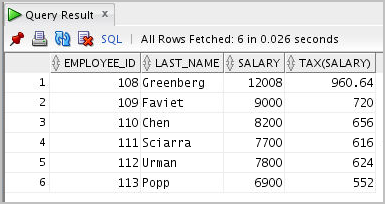 Query Result x
SQL | All Rows Fetched: 6 in 0.026 seconds
EMPLOYEE_ID LAST_NAME SALARY TAX(SALARY)
1 108 Greenberg 12008 960.64
2 109 Faviet 9000 720
3 110 Chen 8200 656
4 111 Sciarra 7700 616
5 112 Urman 7800 624
6 113 Popp 6900 552